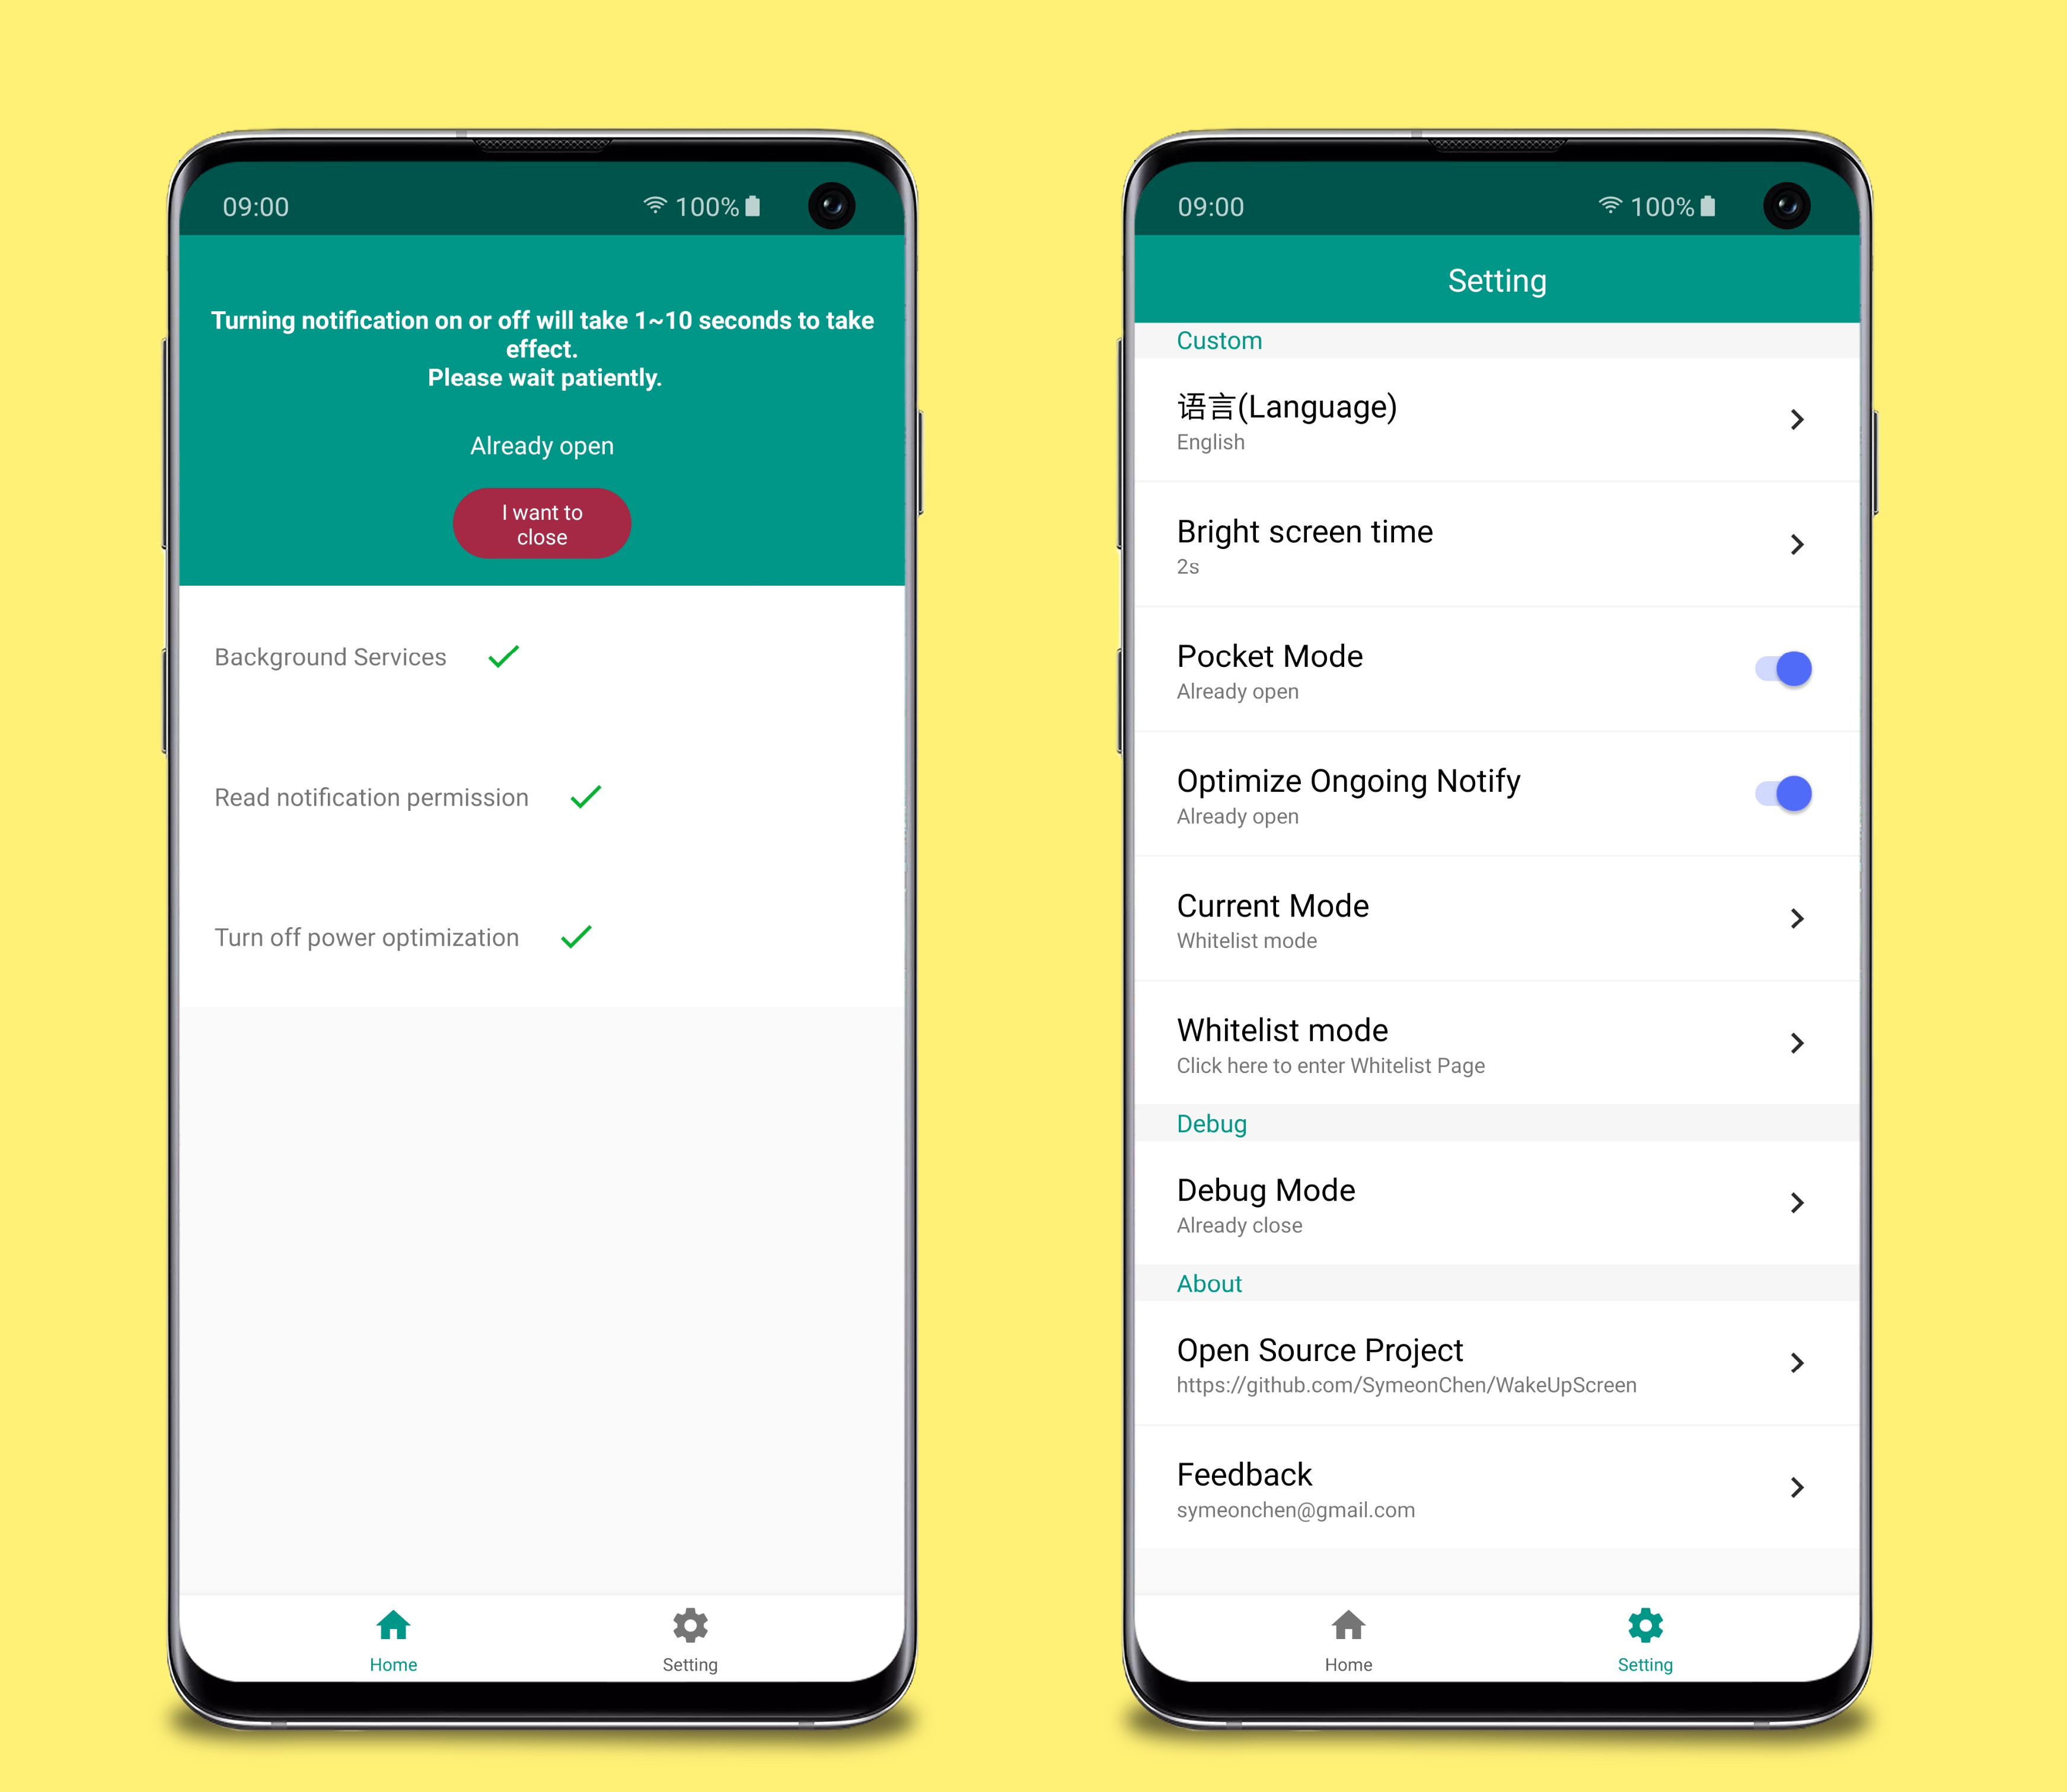 09:00
100%
Turning notification on or off will take 1~10 seconds to take
effect.
Please wait patiently.
Already open
I want to
close
Background Services
Read notification permission
Turn off power optimization
Home
Setting
09:00
100%
Setting
Custom
语言(Language)
English
Bright screen time
2s
Pocket Mode
Already open
Optimize Ongoing Notify
Already open
Current Mode
Whitelist mode
Whitelist mode
Click here to enter Whitelist Page
Debug
Debug Mode
Already close
About
Open Source Project
https://github.com/SymeonChen/WakeUpScreen
Feedback
symeonchen@gmail.com
Home
Setting